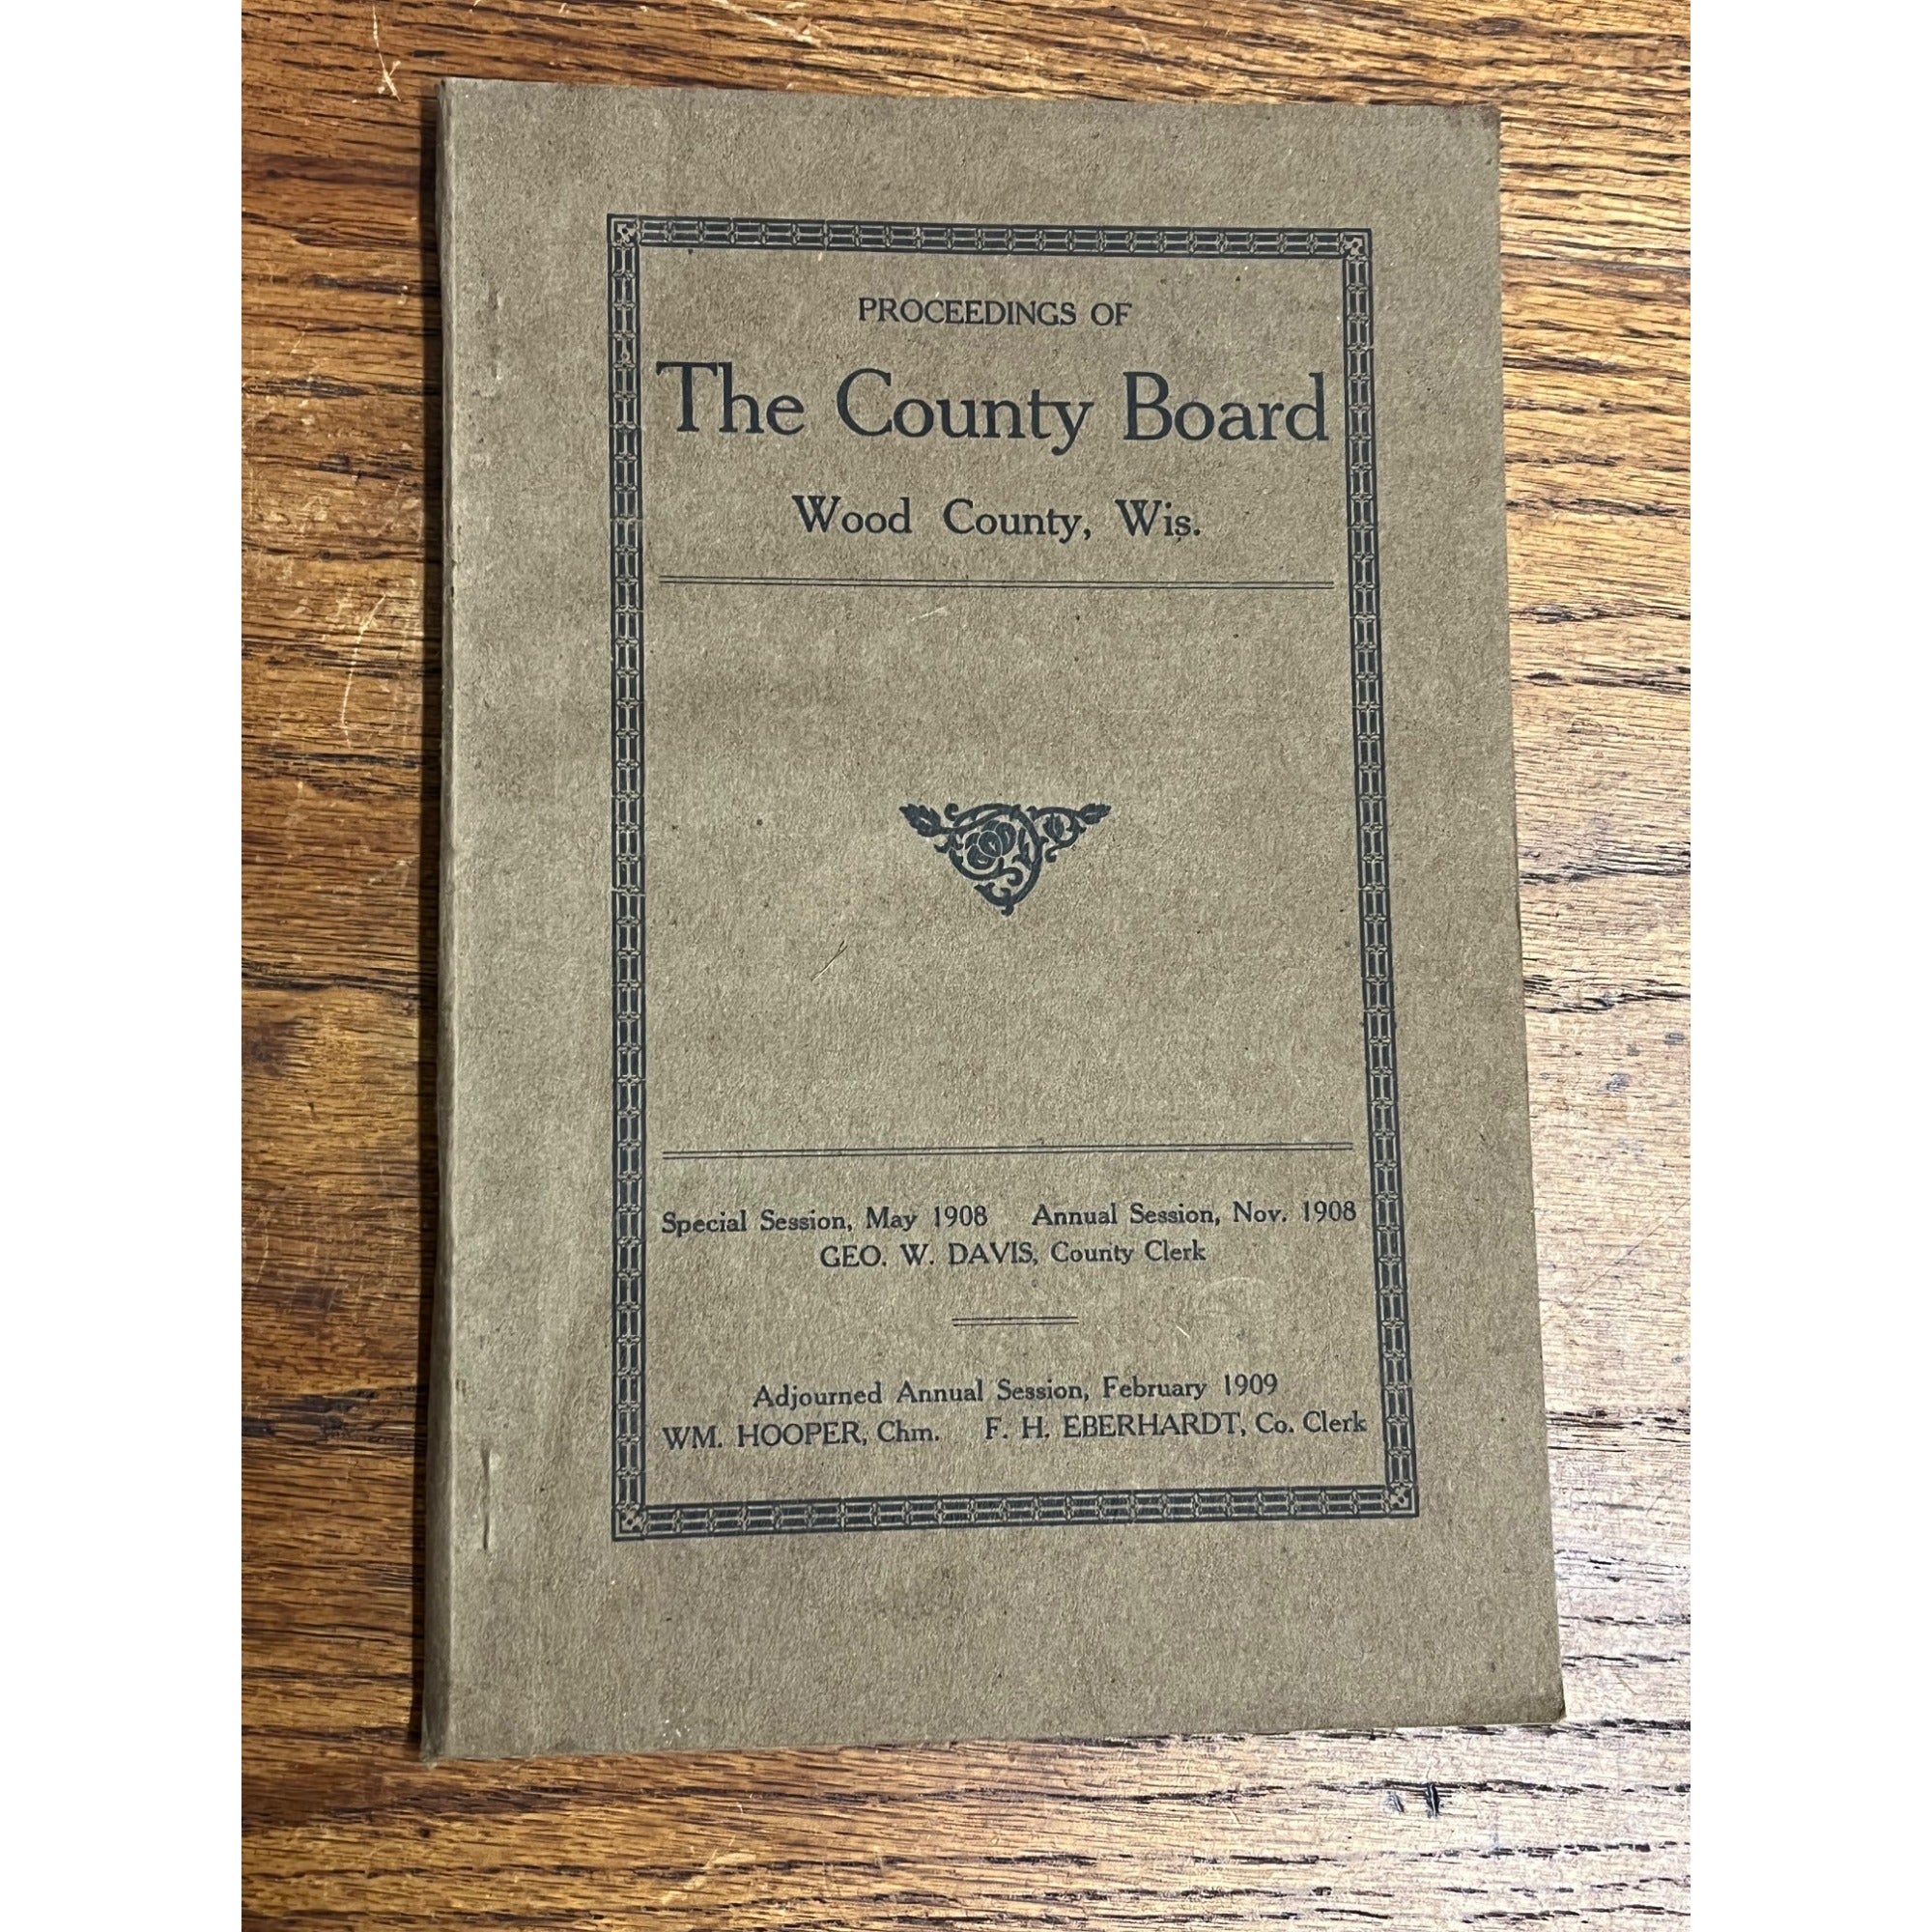 PROCEEDINGS OF
The County Board
Wood County, Wis.
Special Session, May 1908 Annual Session, Nov. 1908
GEO. W. DAVIS, County Clerk
Adjourned Annual Session, February 1909
WM. HOOPER, Chm. F. H. EBERHARDT, Co. Clerk